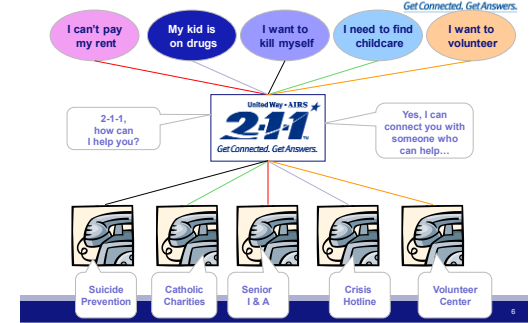 Get Connected. Get Answers.
I can't pay
my rent
My kid is
on drugs
I want to
kill myself
I need to find
childcare
I want to
volunteer
2-1-1,
how can
I help you?
United Way • AIRS
2-1-1
TM
Get Connected. Get Answers.
Yes, I can
connect you with
someone who
can help…
Suicide
Prevention
Catholic
Charities
Senior
I & A
Crisis
Hotline
Volunteer
Center
6